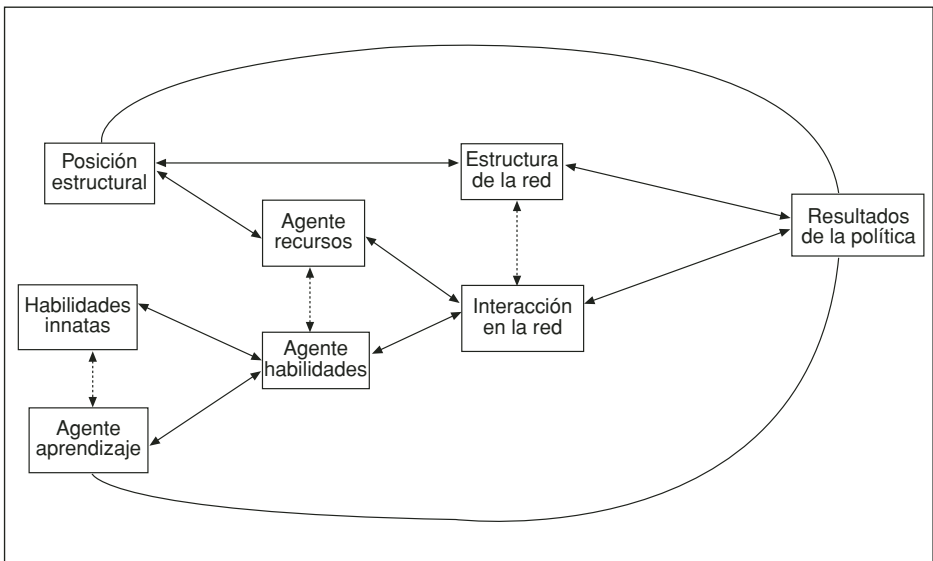 Posición
estructural
Estructura
de la red
Agente
recursos
Resultados
de la política
Habilidades
innatas
Interacción
en la red
Agente
habilidades
Agente
aprendizaje